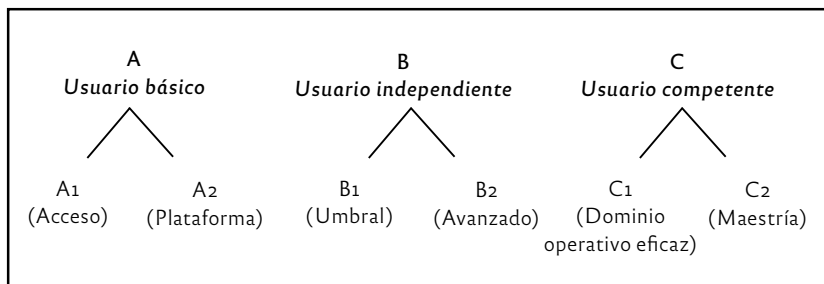 A
Usuario básico
B
Usuario independiente
C
Usuario competente
A1
(Acceso)
A2
(Plataforma)
B1
(Umbral)
B2
(Avanzado)
C1
(Dominio
operativo eficaz)
C2
(Maestría)